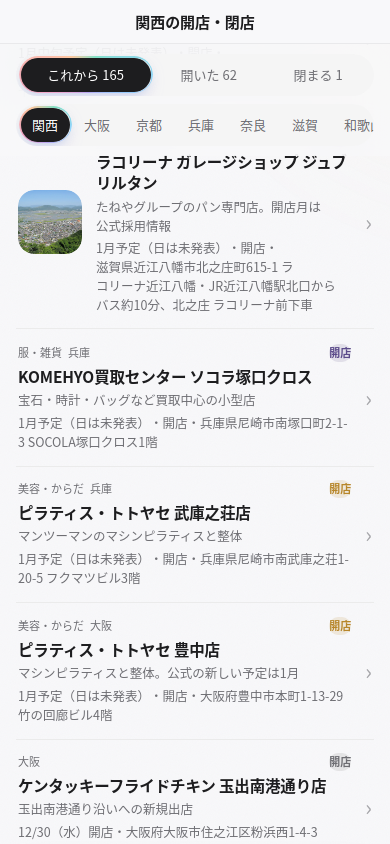 関西の開店・閉店
これから 165
開いた 62
閉まる 1
関西
大阪
京都
兵庫
奈良
滋賀
ラコリーナ ガレージショップ ジュブ
リルタン
たねやグループのパン専門店。開店月は
公式採用情報
1月予定（日は未発表）・開店・
滋賀県近江八幡市北之庄町615-1 ラ
コリーナ近江八幡・JR近江八幡駅北口から
バス約10分、北之庄 ラコリーナ前下車
服・雑貨 兵庫
開店
KOMEHYO買取センター ソコラ塚口クロス
宝石・時計・バッグなど買取中心の小型店
1月予定（日は未発表）・開店・兵庫県尼崎市南塚口町2-1-
3 SOCOLA塚口クロス1階
美容・からだ 兵庫
開店
ピラティス・トトヤセ 武庫之荘店
マンツーマンのマシンピラティスと整体
1月予定（日は未発表）・開店・兵庫県尼崎市南武庫之荘1-
20-5 フクマツビル3階
美容・からだ 大阪
開店
ピラティス・トトヤセ 豊中店
マシンピラティスと整体。公式の新しい予定は1月
1月予定（日は未発表）・開店・大阪府豊中市本町1-13-29
竹の回廊ビル4階
大阪
開店
ケンタッキーフライドチキン 玉出南港通り店
玉出南港通り沿いへの新規出店
12/30（水）開店・大阪府大阪市住之江区粉浜西1-4-3